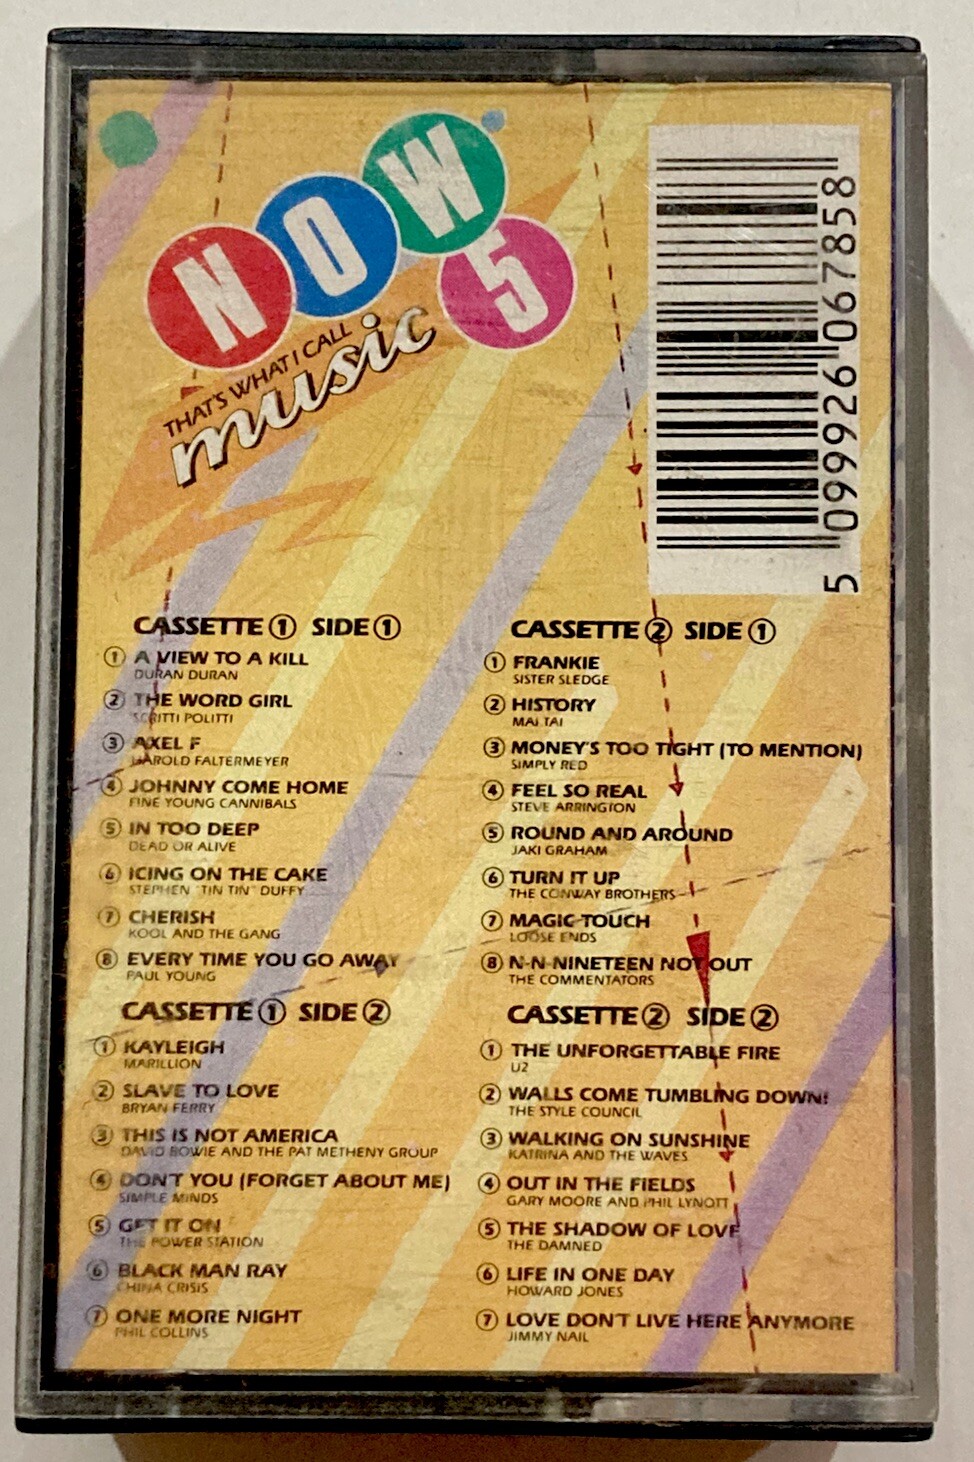 NOW 5
THAT'S WHAT I CALL
music
5 099926 067858
CASSETTE ① SIDE ①
① A VIEW TO A KILL
DURAN DURAN
② THE WORD GIRL
SCRITTI POLITTI
③ AXEL F
HAROLD FALTERMEYER
④ JOHNNY COME HOME
FINE YOUNG CANNIBALS
⑤ IN TOO DEEP
DEAD OR ALIVE
⑥ ICING ON THE CAKE
STEPHEN 'TIN TIN' DUFFY
⑦ CHERISH
KOOL AND THE GANG
⑧ EVERY TIME YOU GO AWAY
PAUL YOUNG
CASSETTE ① SIDE ②
① KAYLEIGH
MARILLION
② SLAVE TO LOVE
BRYAN FERRY
③ THIS IS NOT AMERICA
DAVID BOWIE AND THE PAT METHENY GROUP
④ DON'T YOU (FORGET ABOUT ME)
SIMPLE MINDS
⑤ GET IT ON
THE POWER STATION
⑥ BLACK MAN RAY
CHINA CRISIS
⑦ ONE MORE NIGHT
PHIL COLLINS
CASSETTE ② SIDE ①
① FRANKIE
SISTER SLEDGE
② HISTORY
MAI TAI
③ MONEY'S TOO TIGHT (TO MENTION)
SIMPLY RED
④ FEEL SO REAL
STEVE ARRINGTON
⑤ ROUND AND AROUND
JAKI GRAHAM
⑥ TURN IT UP
THE CONWAY BROTHERS
⑦ MAGIC TOUCH
LOOSE ENDS
⑧ N-N-NINETEEN NOT OUT
THE COMMENTATORS
CASSETTE ② SIDE ②
① THE UNFORGETTABLE FIRE
U2
② WALLS COME TUMBLING DOWN!
THE STYLE COUNCIL
③ WALKING ON SUNSHINE
KATRINA AND THE WAVES
④ OUT IN THE FIELDS
GARY MOORE AND PHIL LYNOTT
⑤ THE SHADOW OF LOVE
THE DAMNED
⑥ LIFE IN ONE DAY
HOWARD JONES
⑦ LOVE DON'T LIVE HERE ANYMORE
JIMMY NAIL